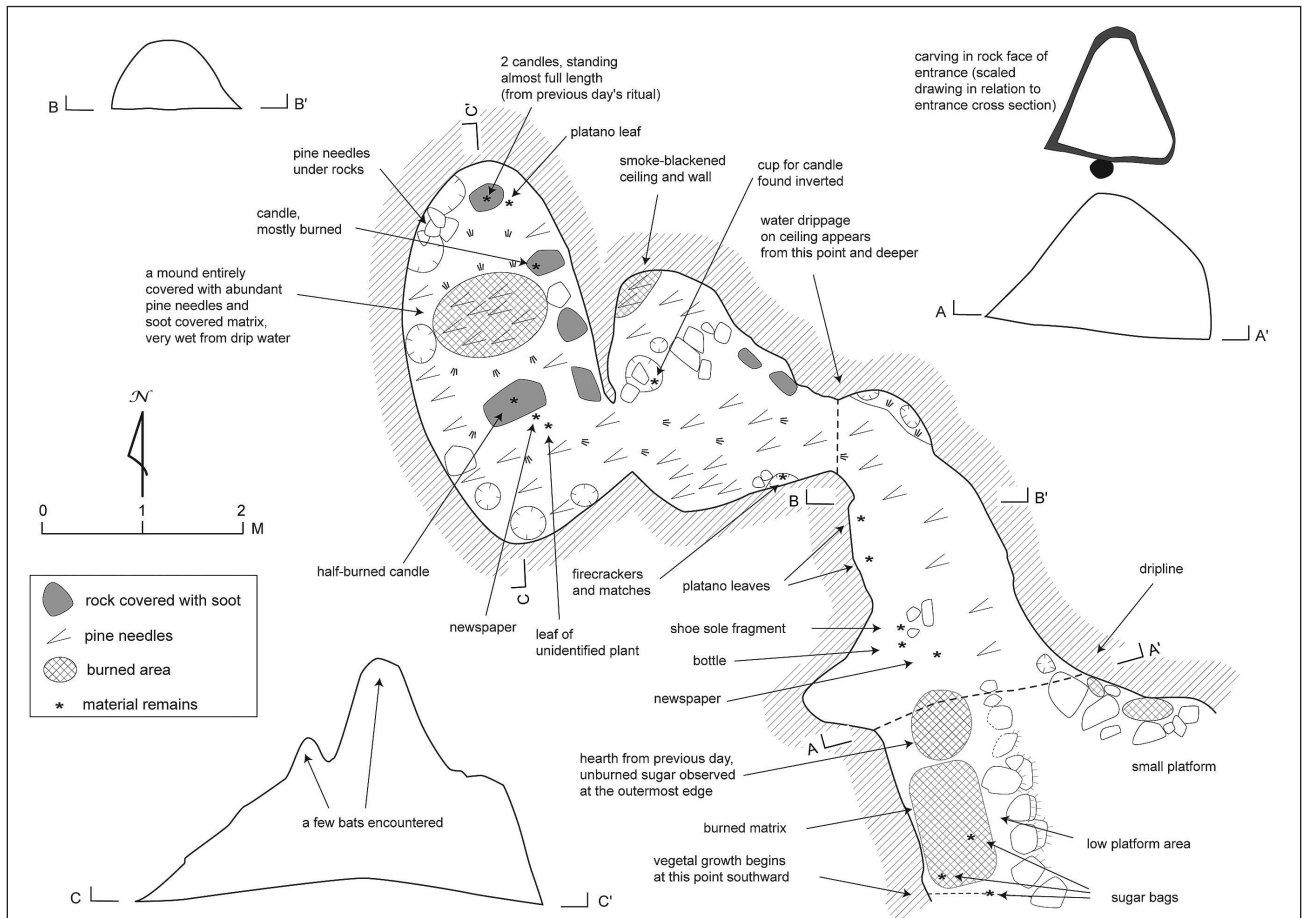 B
B'
2 candles, standing
almost full length
(from previous day's ritual)
platano leaf
C'
pine needles
under rocks
smoke-blackened
ceiling and wall
cup for candle
found inverted
carving in rock face of
entrance (scaled
drawing in relation to
entrance cross section)
candle,
mostly burned
water drippage
on ceiling appears
from this point and deeper
a mound entirely
covered with abundant
pine needles and
soot covered matrix,
very wet from drip water
A
A'
N
0
1
2
M
B
B'
half-burned candle
C
firecrackers
and matches
platano leaves
dripline
newspaper
leaf of
unidentified plant
shoe sole fragment
bottle
newspaper
A'
rock covered with soot
pine needles
burned area
* material remains
A
hearth from previous day,
unburned sugar observed
at the outermost edge
small platform
a few bats encountered
burned matrix
low platform area
vegetal growth begins
at this point southward
sugar bags
C
C'